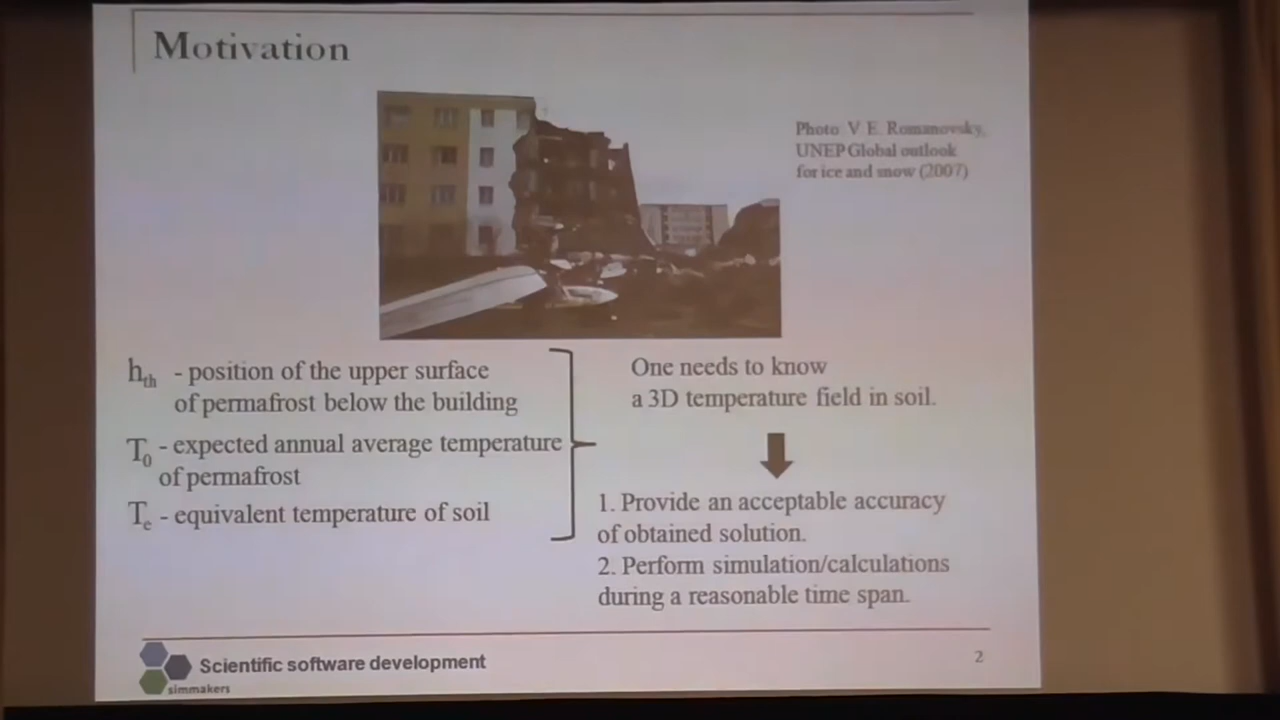 Motivation
Photo: V. E. Romanovsky,
UNEP Global outlook
for ice and snow (2007)
h_th - position of the upper surface
of permafrost below the building
T_0 - expected annual average temperature
of permafrost
T_e - equivalent temperature of soil
One needs to know
a 3D temperature field in soil.
1. Provide an acceptable accuracy
of obtained solution.
2. Perform simulation/calculations
during a reasonable time span.
Scientific software development
simmakers
2